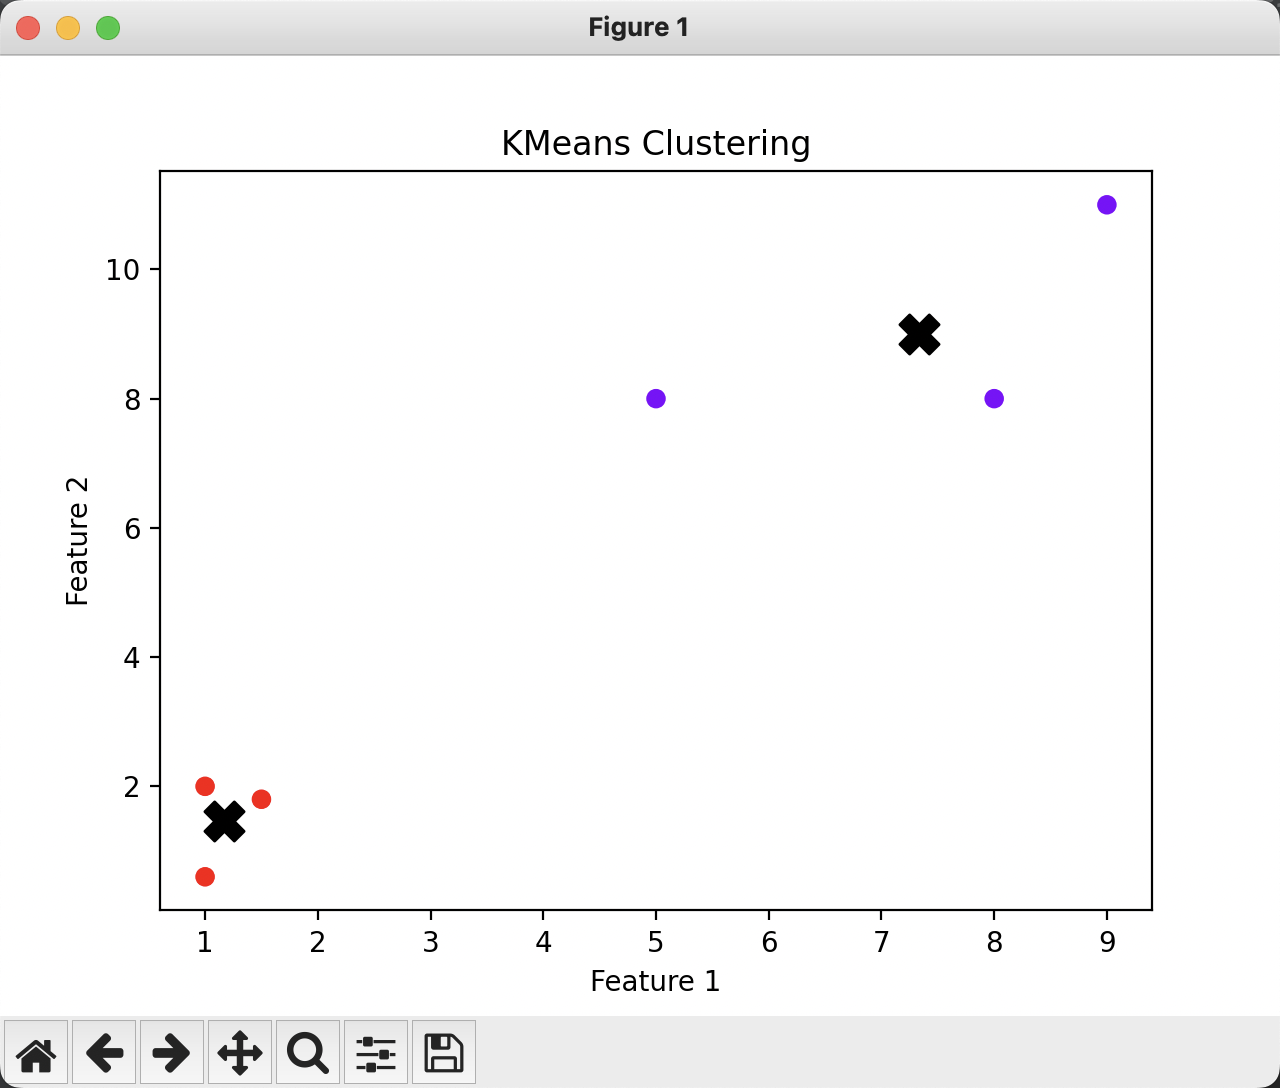 Figure 1
KMeans Clustering
10
8
6
4
2
Feature 2
1 2 3 4 5 6 7 8 9
Feature 1